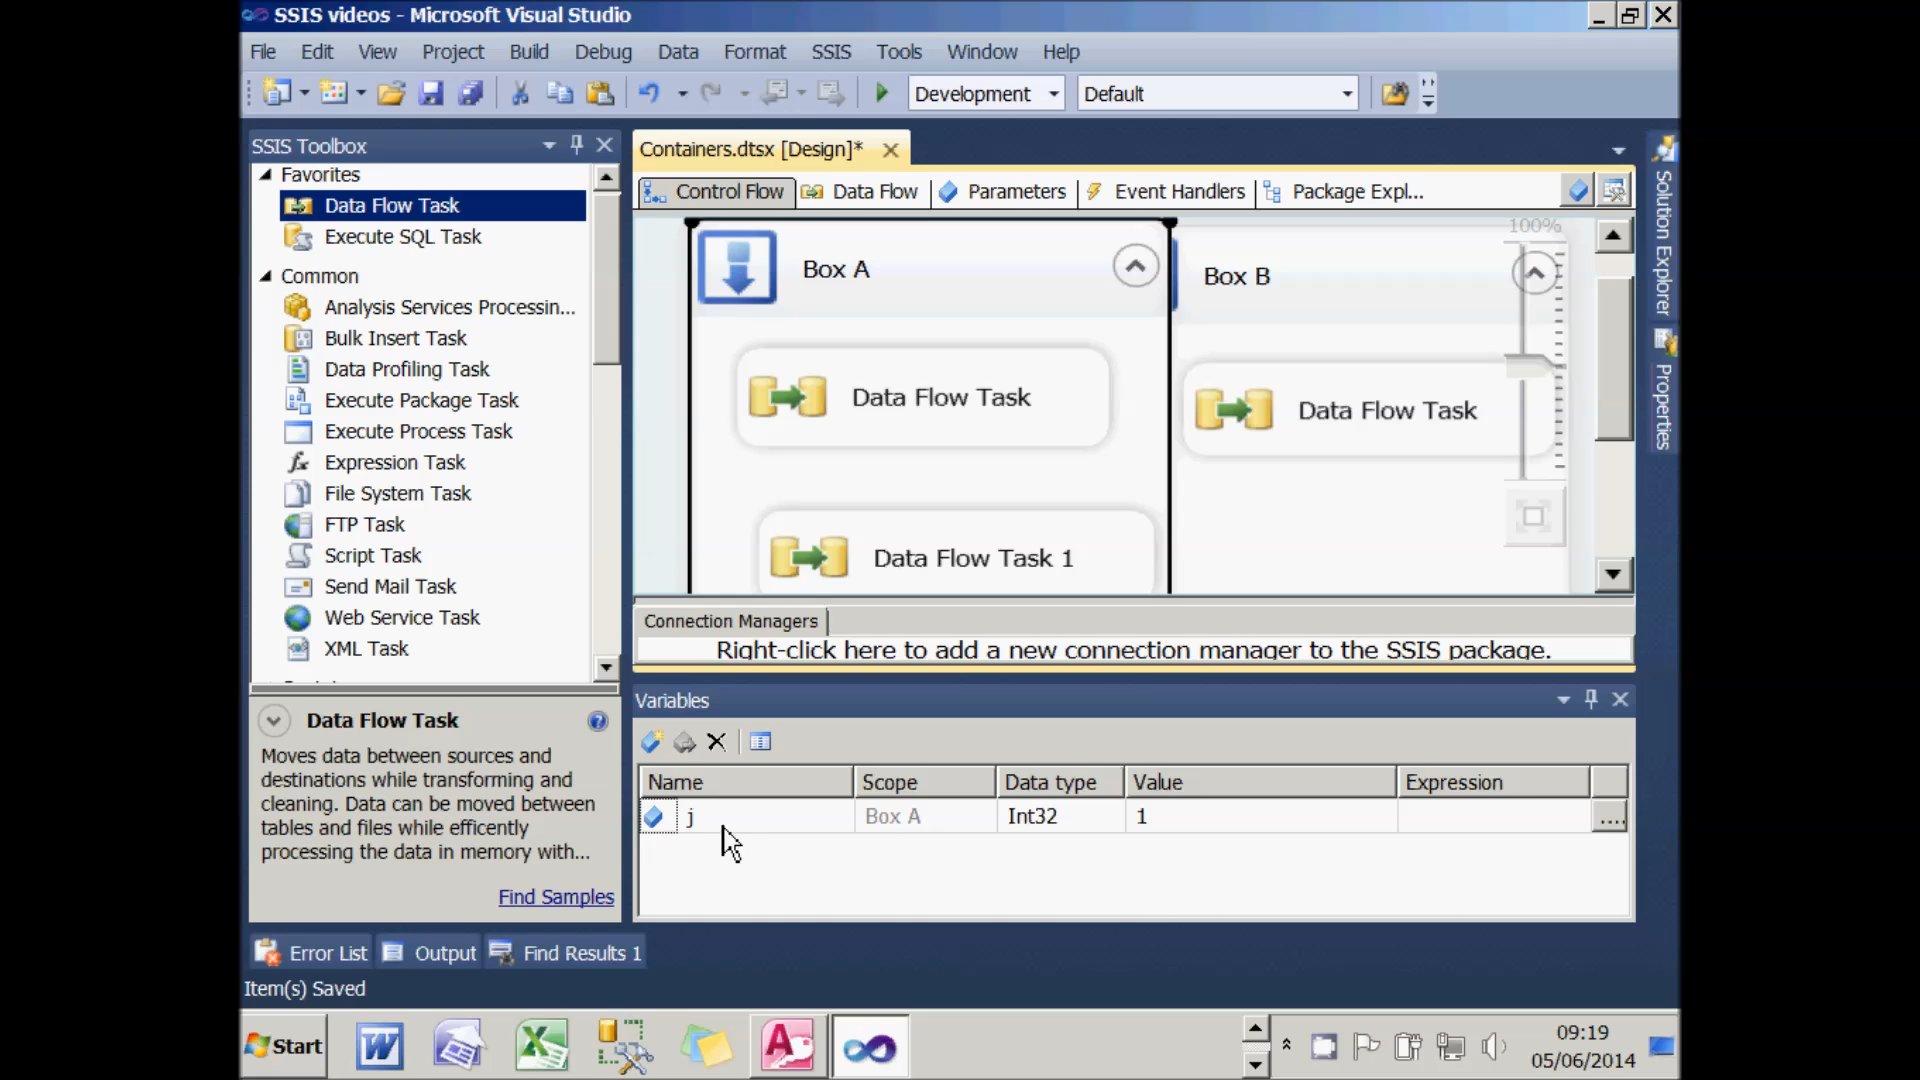 SSIS videos - Microsoft Visual Studio
File Edit View Project Build Debug Data Format SSIS Tools Window Help
Development Default
SSIS Toolbox
Favorites
Data Flow Task
Execute SQL Task
Common
Analysis Services Processin...
Bulk Insert Task
Data Profiling Task
Execute Package Task
Execute Process Task
Expression Task
File System Task
FTP Task
Script Task
Send Mail Task
Web Service Task
XML Task
Data Flow Task
Moves data between sources and
destinations while transforming and
cleaning. Data can be moved between
tables and files while efficently
processing the data in memory with...
Find Samples
Containers.dtsx [Design]*
Control Flow Data Flow Parameters Event Handlers Package Expl...
100%
Box A
Box B
Data Flow Task
Data Flow Task
Data Flow Task 1
Connection Managers
Right-click here to add a new connection manager to the SSIS package.
Variables
Name Scope Data type Value Expression
j Box A Int32 1 ....
Solution Explorer
Properties
Error List Output Find Results 1
Item(s) Saved
Start
09:19
05/06/2014